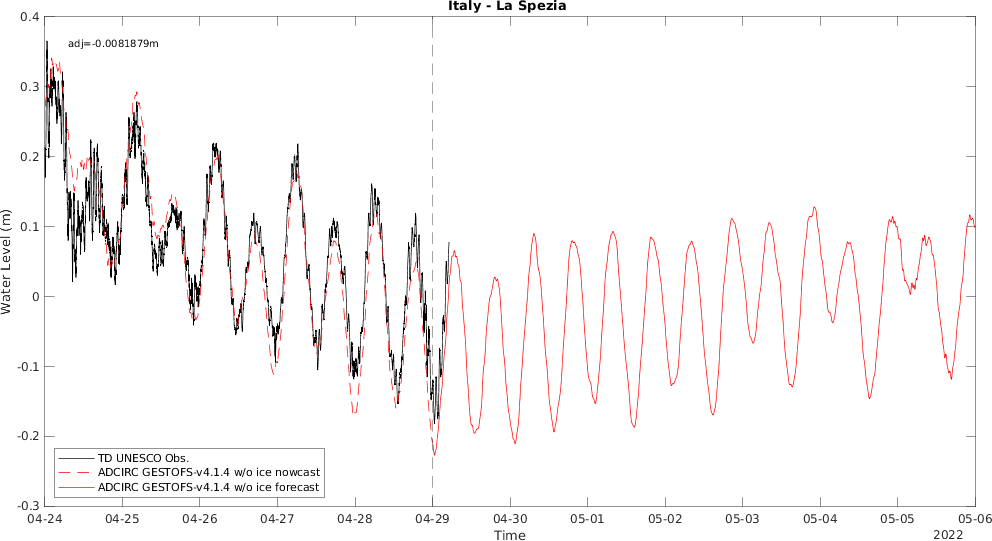 Italy - La Spezia
adj=-0.0081879m
Water Level (m)
0.4
0.3
0.2
0.1
0
-0.1
-0.2
-0.3
TD UNESCO Obs.
ADCIRC GESTOFS-v4.1.4 w/o ice nowcast
ADCIRC GESTOFS-v4.1.4 w/o ice forecast
04-24 04-25 04-26 04-27 04-28 04-29 04-30 05-01 05-02 05-03 05-04 05-05 05-06
Time
2022